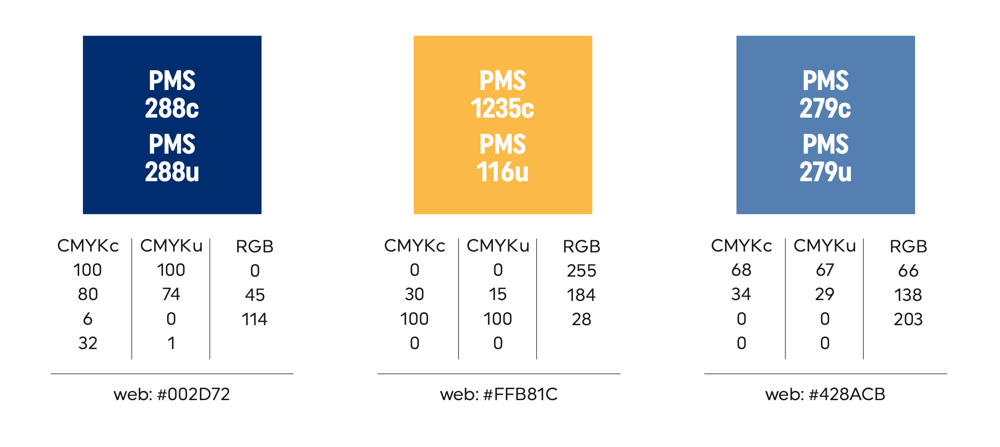 PMS
288c
PMS
288u
CMYKc CMYKu RGB
100 100 0
80 74 45
6 0 114
32 1
web: #002D72
PMS
1235c
PMS
116u
CMYKc CMYKu RGB
0 0 255
30 15 184
100 100 28
0 0
web: #FFB81C
PMS
279c
PMS
279u
CMYKc CMYKu RGB
68 67 66
34 29 138
0 0 203
0 0
web: #428ACB